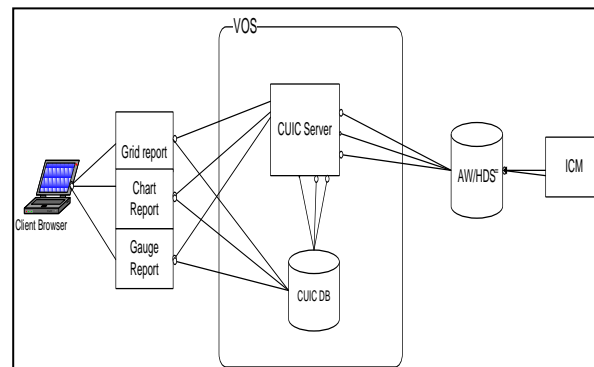 VOS
CUIC Server
Grid report
Chart
Report
Gauge
Report
Client Browser
CUIC DB
AW/HDS
ICM